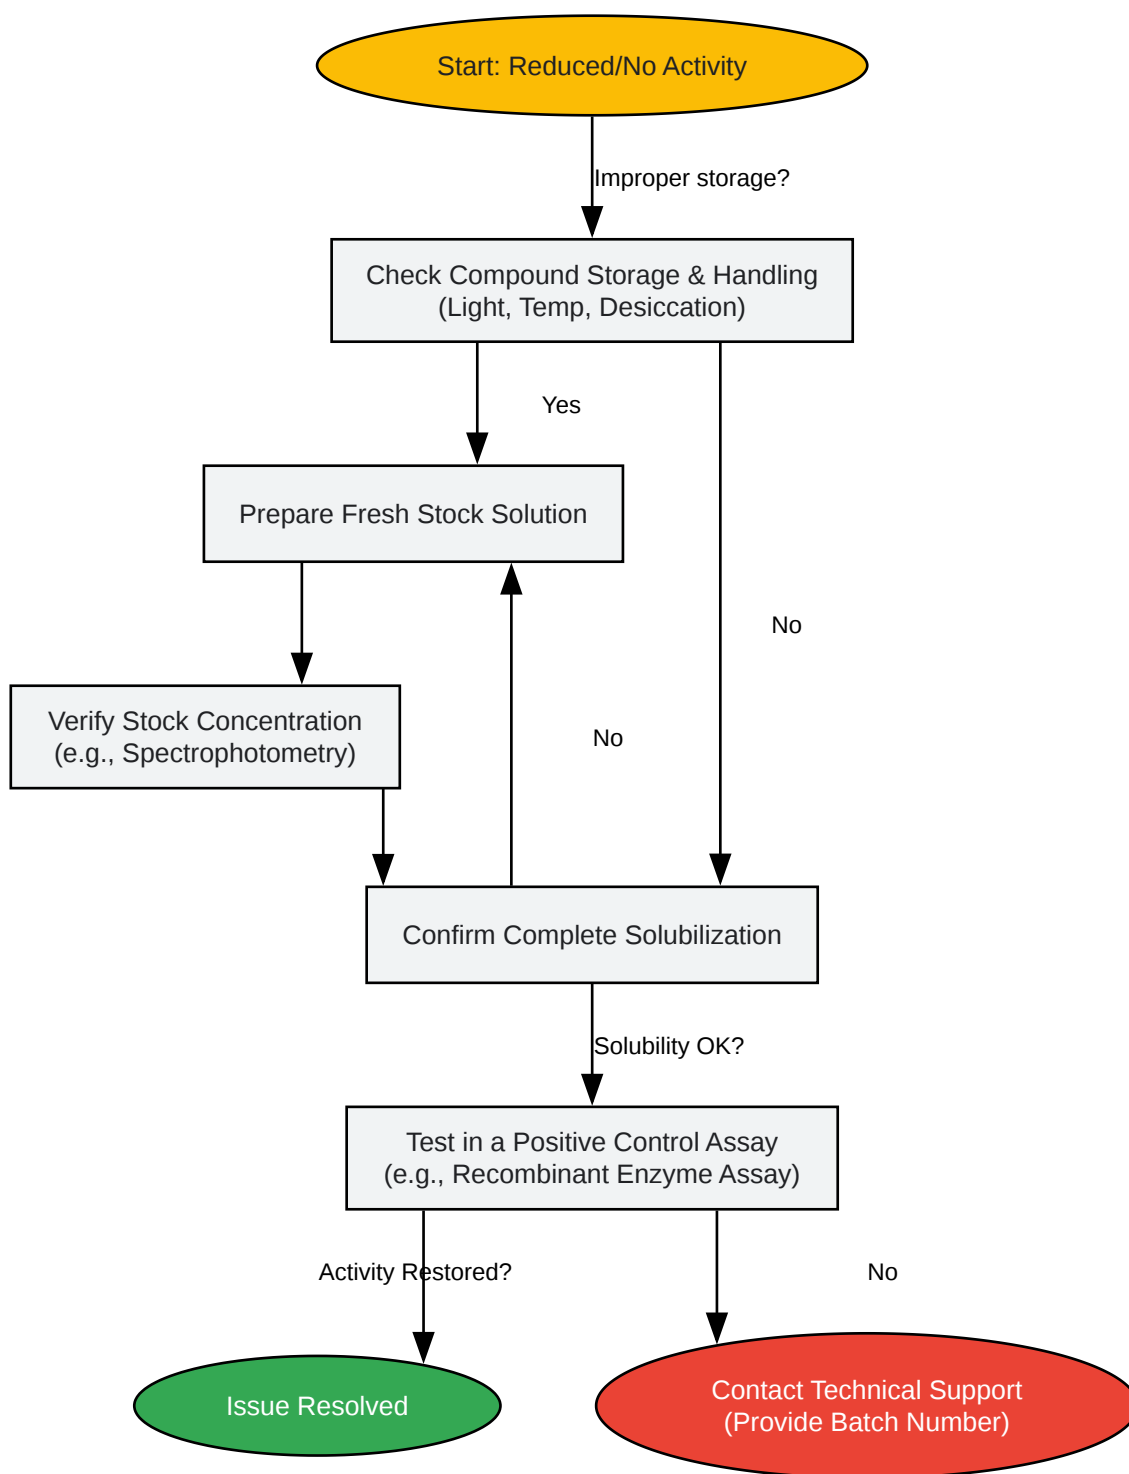 Start: Reduced/No Activity
Improper storage?
Check Compound Storage & Handling
(Light, Temp, Desiccation)
Yes
Prepare Fresh Stock Solution
No
Verify Stock Concentration
(e.g., Spectrophotometry)
No
Confirm Complete Solubilization
Solubility OK?
Test in a Positive Control Assay
(e.g., Recombinant Enzyme Assay)
Activity Restored?
No
Issue Resolved
Contact Technical Support
(Provide Batch Number)